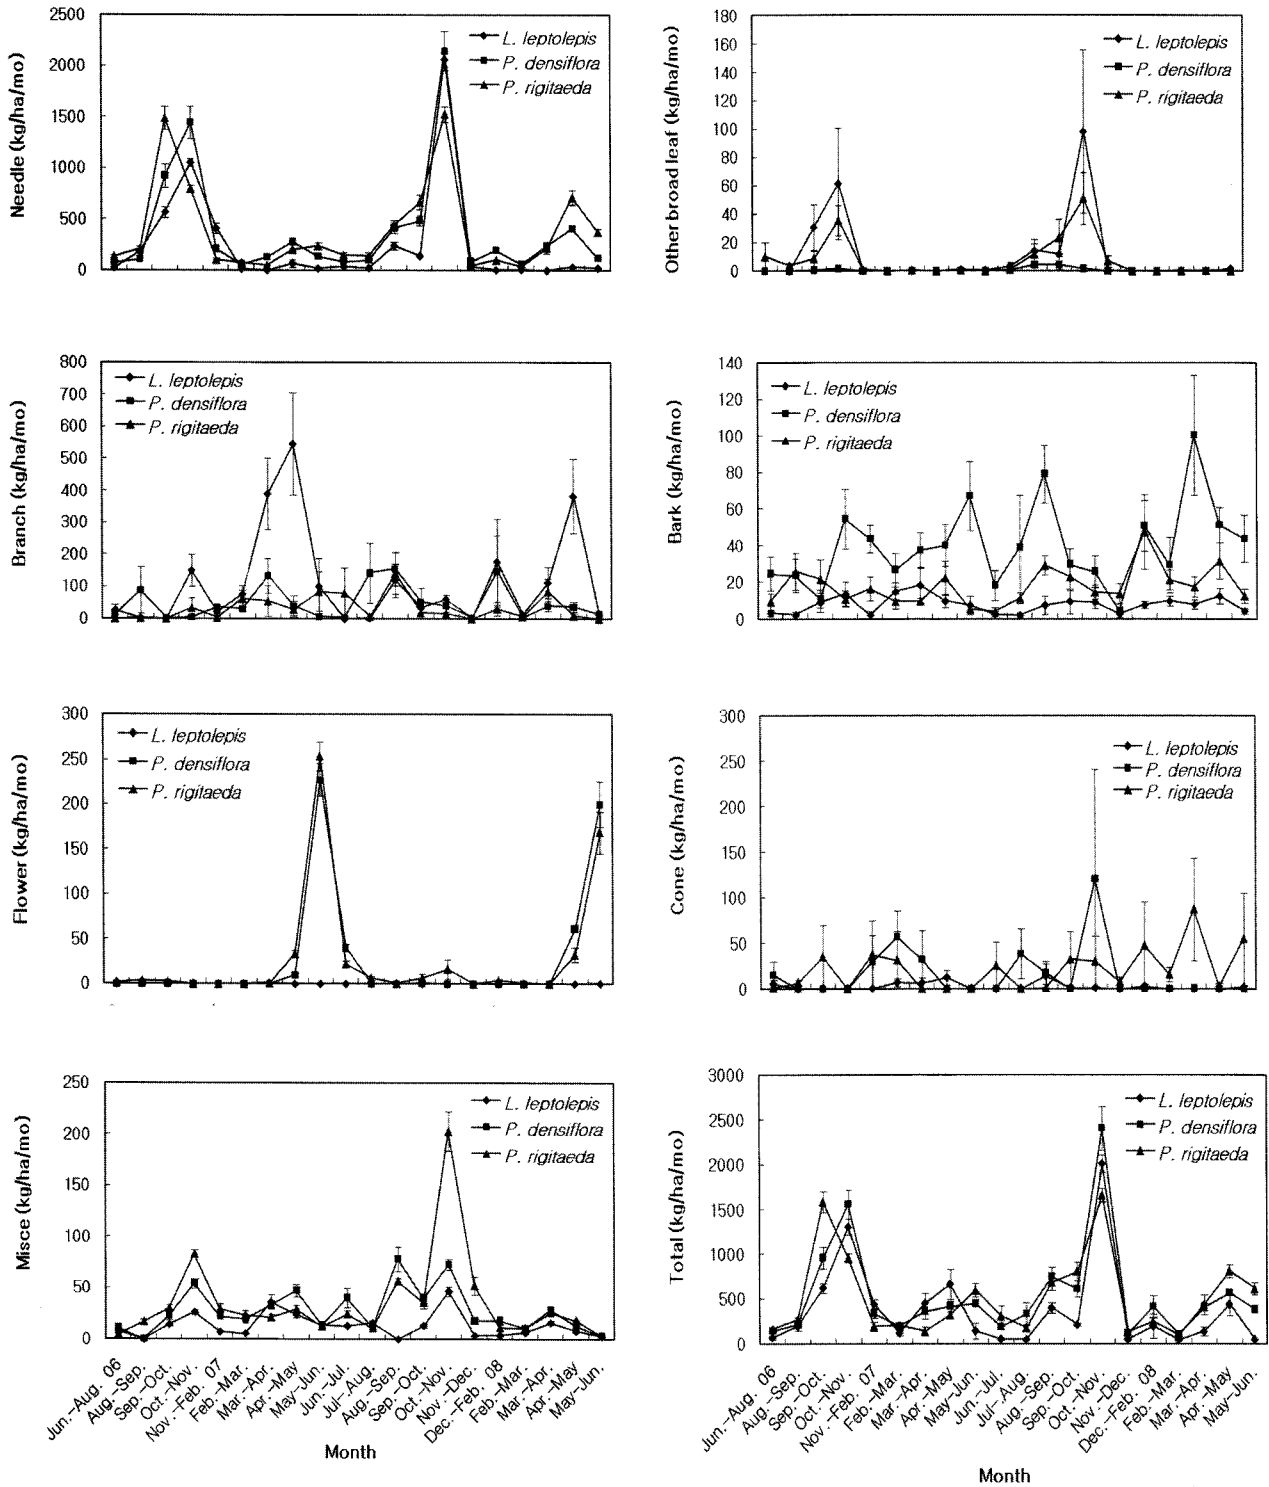 Needle (kg/ha/mo)
2500
2000
1500
1000
500
0
L. leptolepis
P. densiflora
P. rigitaeda
Other broad leaf (kg/ha/mo)
180
160
140
120
100
80
60
40
20
0
L. leptolepis
P. densiflora
P. rigitaeda
Branch (kg/ha/mo)
800
700
600
500
400
300
200
100
0
L. leptolepis
P. densiflora
P. rigitaeda
Bark (kg/ha/mo)
140
120
100
80
60
40
20
0
L. leptolepis
P. densiflora
P. rigitaeda
Flower (kg/ha/mo)
300
250
200
150
100
50
0
L. leptolepis
P. densiflora
P. rigitaeda
Cone (kg/ha/mo)
300
250
200
150
100
50
0
L. leptolepis
P. densiflora
P. rigitaeda
Misce (kg/ha/mo)
250
200
150
100
50
0
L. leptolepis
P. densiflora
P. rigitaeda
Jun.-Aug. 06
Aug.-Sep.
Sep.-Oct.
Oct.-Nov.
Nov.-Feb. 07
Feb.-Mar.
Mar.-Apr.
Apr.-May
May-Jun.
Jun.-Jul.
Jul-Aug.
Aug.-Sep.
Sep.-Oct
Oct.-Nov.
Nov.-Dec.
Dec.-Feb. 08
Feb.-Mar.
Mar.-Apr.
Apr.-May
May-Jun.
Month
Total (kg/ha/mo)
3000
2500
2000
1500
1000
500
0
L. leptolepis
P. densiflora
P. rigitaeda
Jun.-Aug. 06
Aug.-Sep.
Sep.-Oct.
Oct.-Nov.
Nov.-Feb. 07
Feb.-Mar.
Mar.-Apr
Apr.-May
May-Jun.
Jun.-Jul.
Jul-Aug.
Aug.-Sep.
Sep.-Oct.
Oct.-Nov.
Nov.-Dec.
Dec.-Feb. 08
Feb.-Mar.
Mar.-Apr.
Apr.-May
May-Jun.
Month